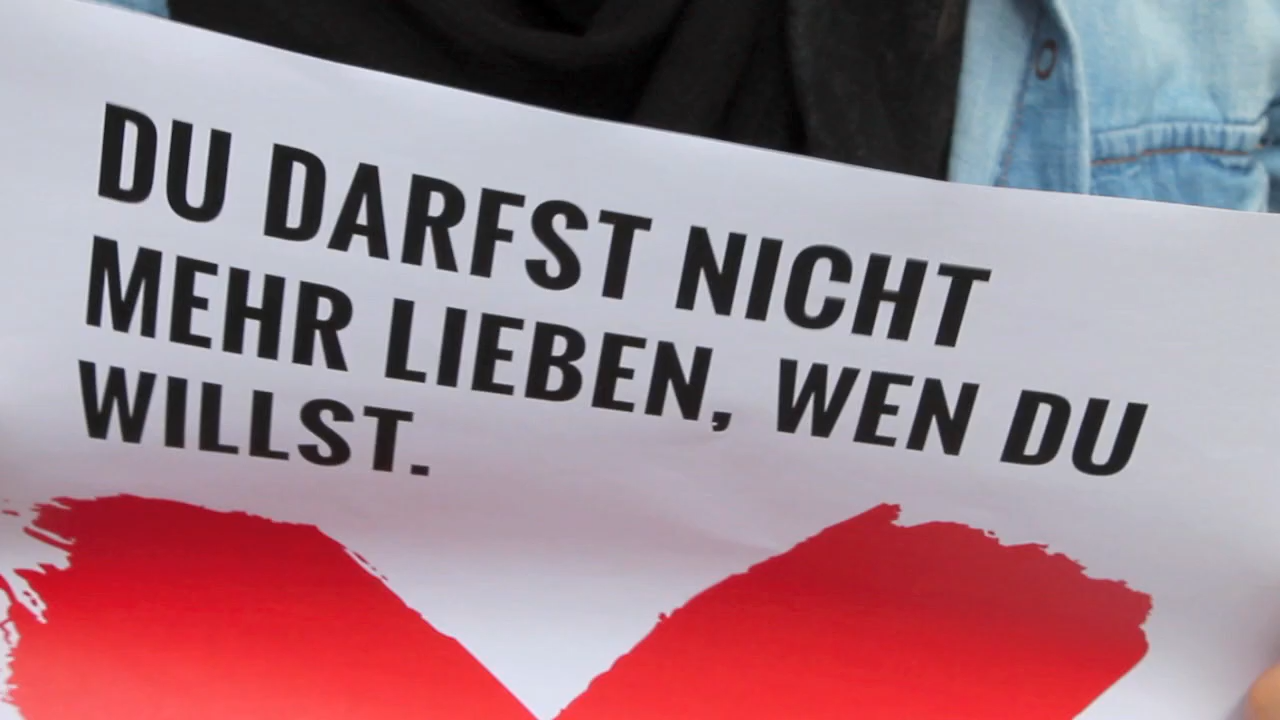 DU DARFST NICHT
MEHR LIEBEN, WEN DU
WILLST.